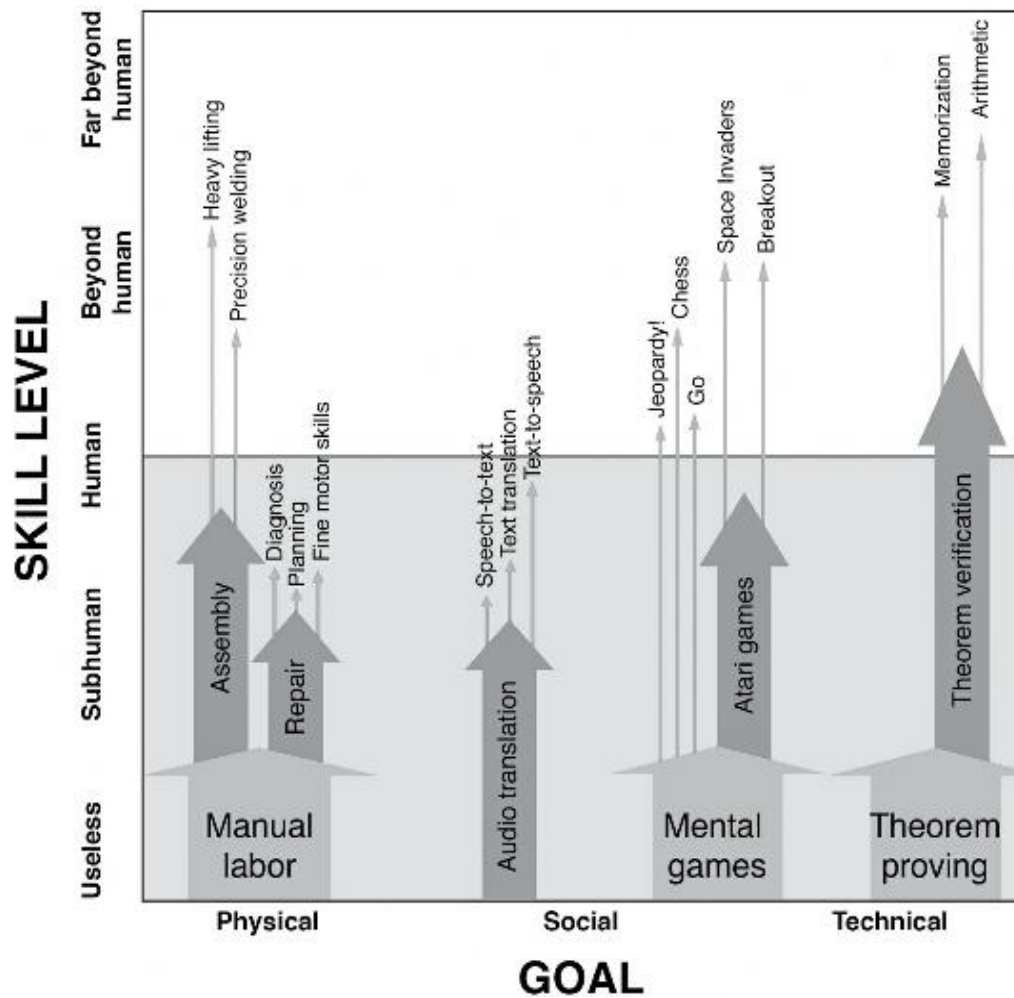 SKILL LEVEL
Far beyond
human
Beyond
human
Human
Subhuman
Useless
Heavy lifting
Precision welding
Diagnosis
Planning
Fine motor skills
Assembly
Repair
Manual
labor
Speech-to-text
Text translation
Text-to-speech
Audio translation
Jeopardy!
Chess
Go
Space Invaders
Breakout
Atari games
Mental
games
Memorization
Arithmetic
Theorem verification
Theorem
proving
Physical
Social
Technical
GOAL